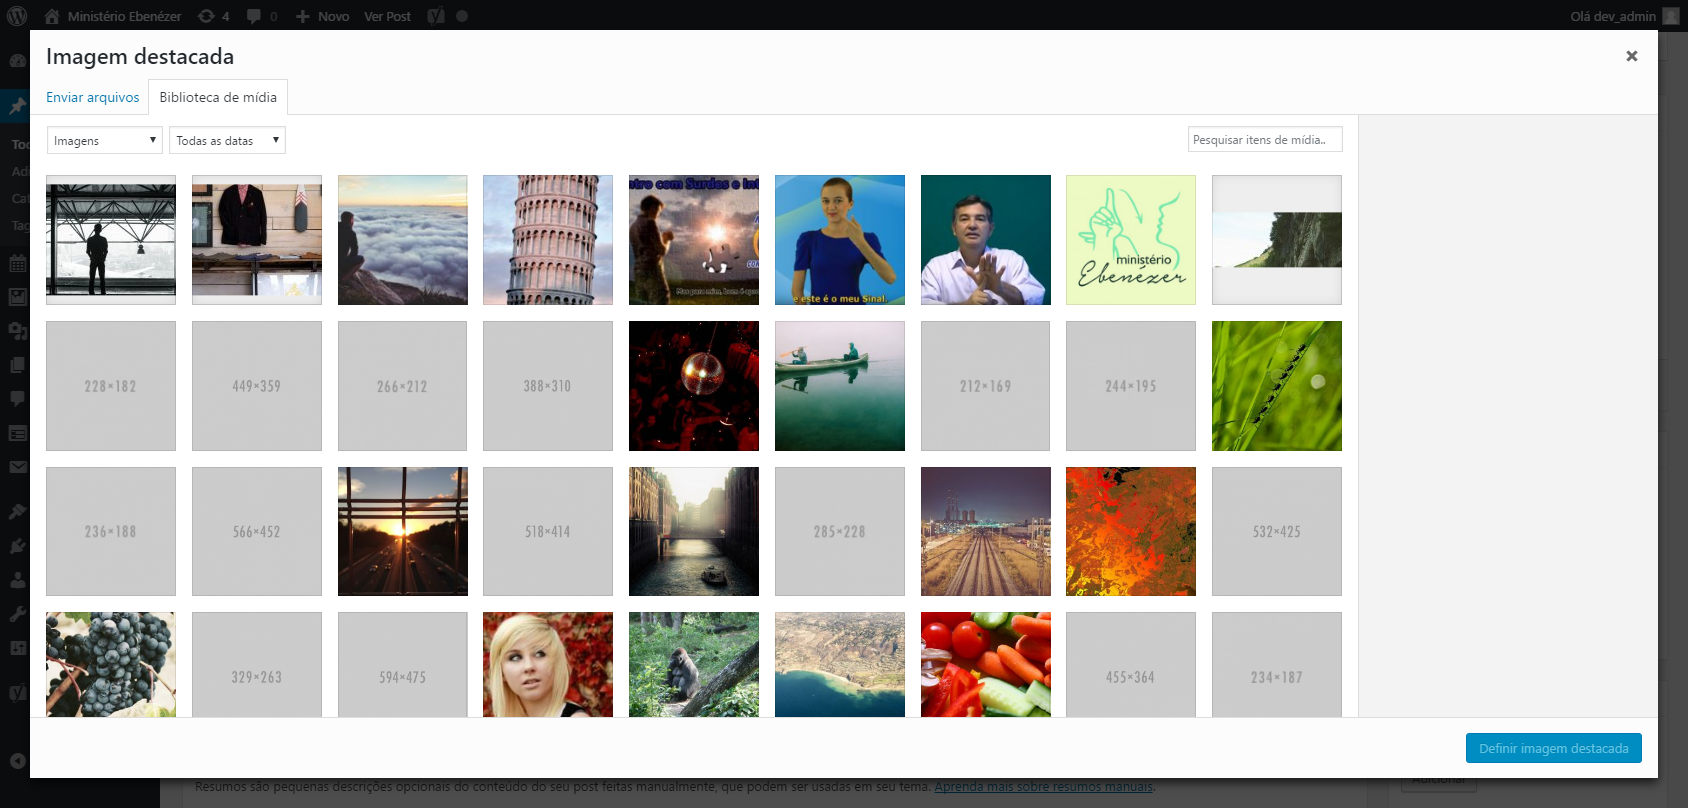 Ministério Ebenézer 4 0 Novo Ver Post Olá dev_admin
Imagem destacada
Enviar arquivos Biblioteca de mídia
Imagens Todas as datas Pesquisar itens de mídia..
ntro com Surdos e Int
e este é o meu Sinal.
ministério
Ebenézer
228×182 449×359 266×212 388×310 212×169 244×195
236×188 566×452 518×414 285×228 532×425
329×263 594×475 455×364 234×187
Definir imagem destacada
Adicionar
Resumos são pequenas descrições opcionais do conteúdo do seu post feitas manualmente, que podem ser usadas em seu tema. Aprenda mais sobre resumos manuais.